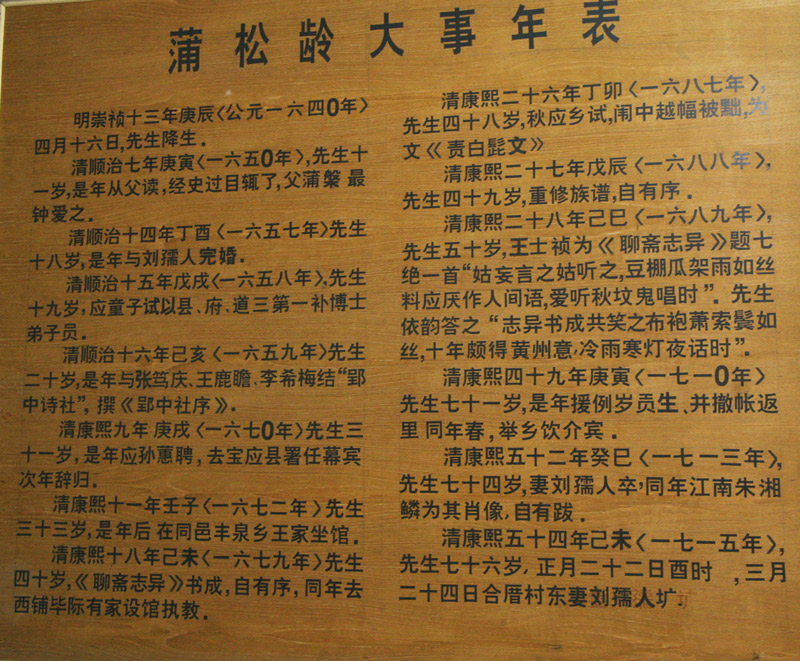 蒲松龄大事年表
明崇祯十三年庚辰〈公元一六四0年〉
四月十六日,先生降生.
清顺治七年庚寅〈一六五0年〉,先生十
一岁,是年从父读,经史过目辄了,父蒲槃 最
钟爱之.
清顺治十四年丁酉〈一六五七年〉先生
十八岁,是年与刘孺人完婚.
清顺治十五年戊戌〈一六五八年〉、先生
十九岁,应童子试以县、府、道三第一补博士
弟子员.
清顺治十六年己亥〈一六五九年〉先生
二十岁,是年与张笃庆、王鹿瞻、李希梅结“郢
中诗社”, 撰《郢中社序》.
清康熙九年 庚戌〈一六七0年〉先生三
十一岁,是年应孙蕙聘,去宝应县署任幕宾
次年辞归.
清康熙十一年壬子〈一六七二年〉先生
三十三岁,是年后 在同邑丰泉乡王家坐馆.
清康熙十八年己未〈一六七九年〉先生
四十岁,《聊斋志异》书成,自有序,同年去
西铺毕际有家设馆执教.
清康熙二十六年丁卯〈一六八七年〉,
先生四十八岁,秋应乡试,闱中越幅被黜,为
文《责白髭文》
清康熙二十七年戊辰〈一六八八年〉,
先生四十九岁,重修族谱,自有序.
清康熙二十八年己巳〈一六八九年〉,
先生五十岁,王士祯为《聊斋志异》题七
绝一首“姑妄言之姑听之,豆棚瓜架雨如丝
料应厌作人间语,爱听秋坟鬼唱时”. 先生
依韵答之“志异书成共笑之布袍萧索鬓如
丝,十年颇得黄州意,冷雨寒灯夜话时”.
清康熙四十九年庚寅〈一七一0年〉
先生七十一岁,是年援例岁贡生、并撤帐返
里 同年春,举乡饮介宾.
清康熙五十二年癸巳〈一七一三年〉,
先生七十四岁,妻刘孺人卒,同年江南朱湘
鳞为其肖像,自有跋.
清康熙五十四年己未〈一七一五年〉,
先生七十六岁,正月二十二日酉时 ,三月
二十四日合厝村东妻刘孺人圹.